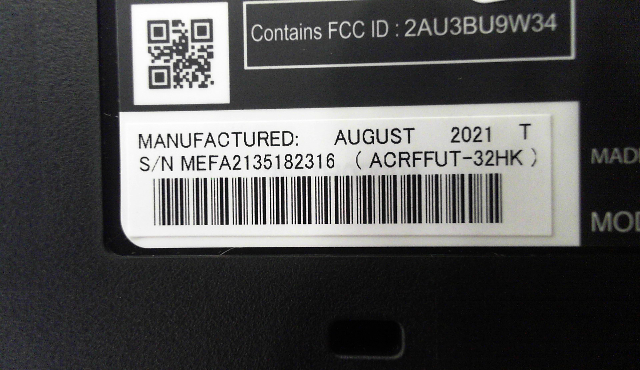 Contains FCC ID : 2AU3BU9W34
MANUFACTURED: AUGUST 2021 T
S/N MEFA2135182316 ( ACRFFUT-32HK )